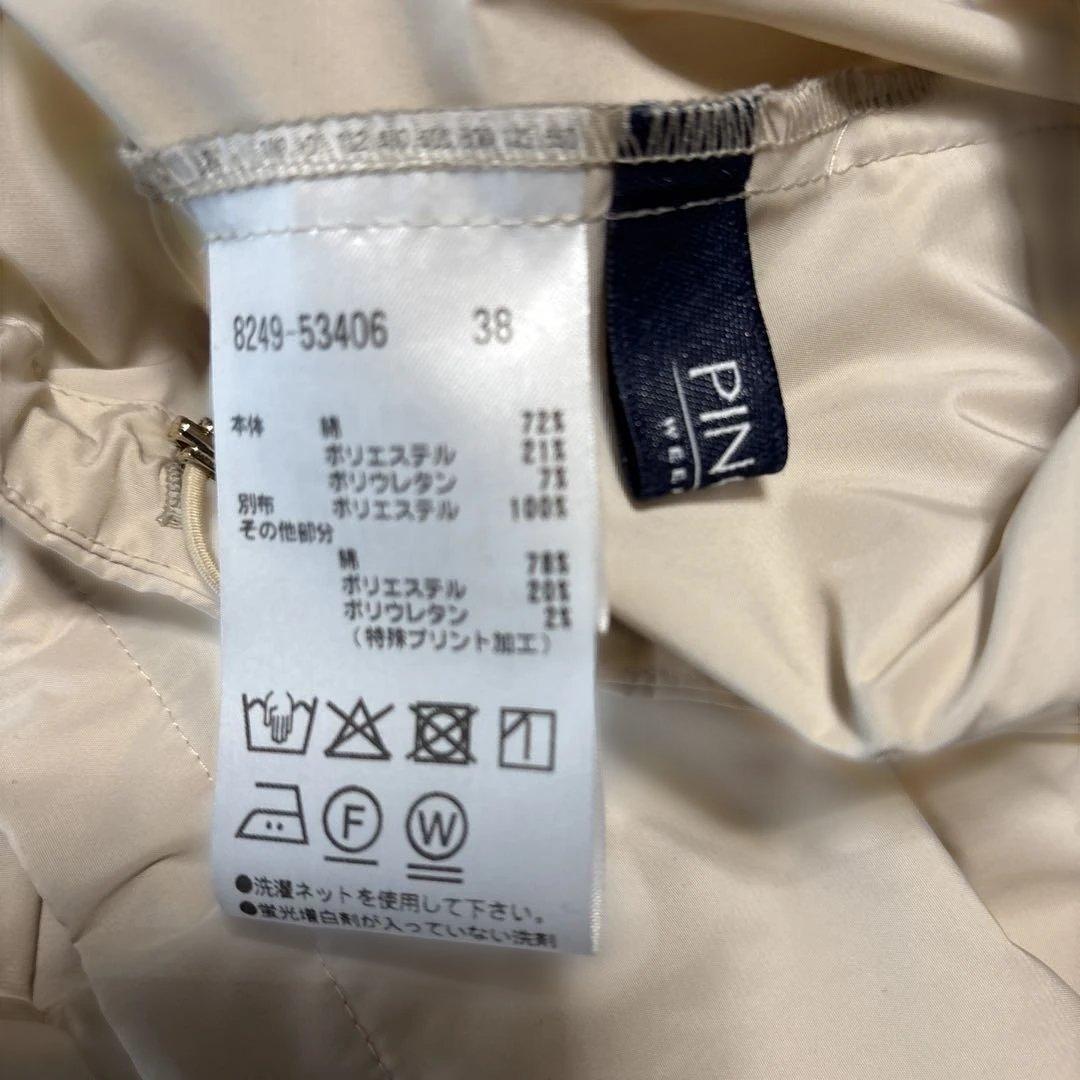 8249-53406 38
本体 綿 72%
ポリエステル 21%
ポリウレタン 7%
別布 ポリエステル 100%
その他部分
綿 78%
ポリエステル 20%
ポリウレタン 2%
(特殊プリント加工)
F W
●洗濯ネットを使用して下さい。
●蛍光増白剤が入っていない洗剤
PIN
WEE